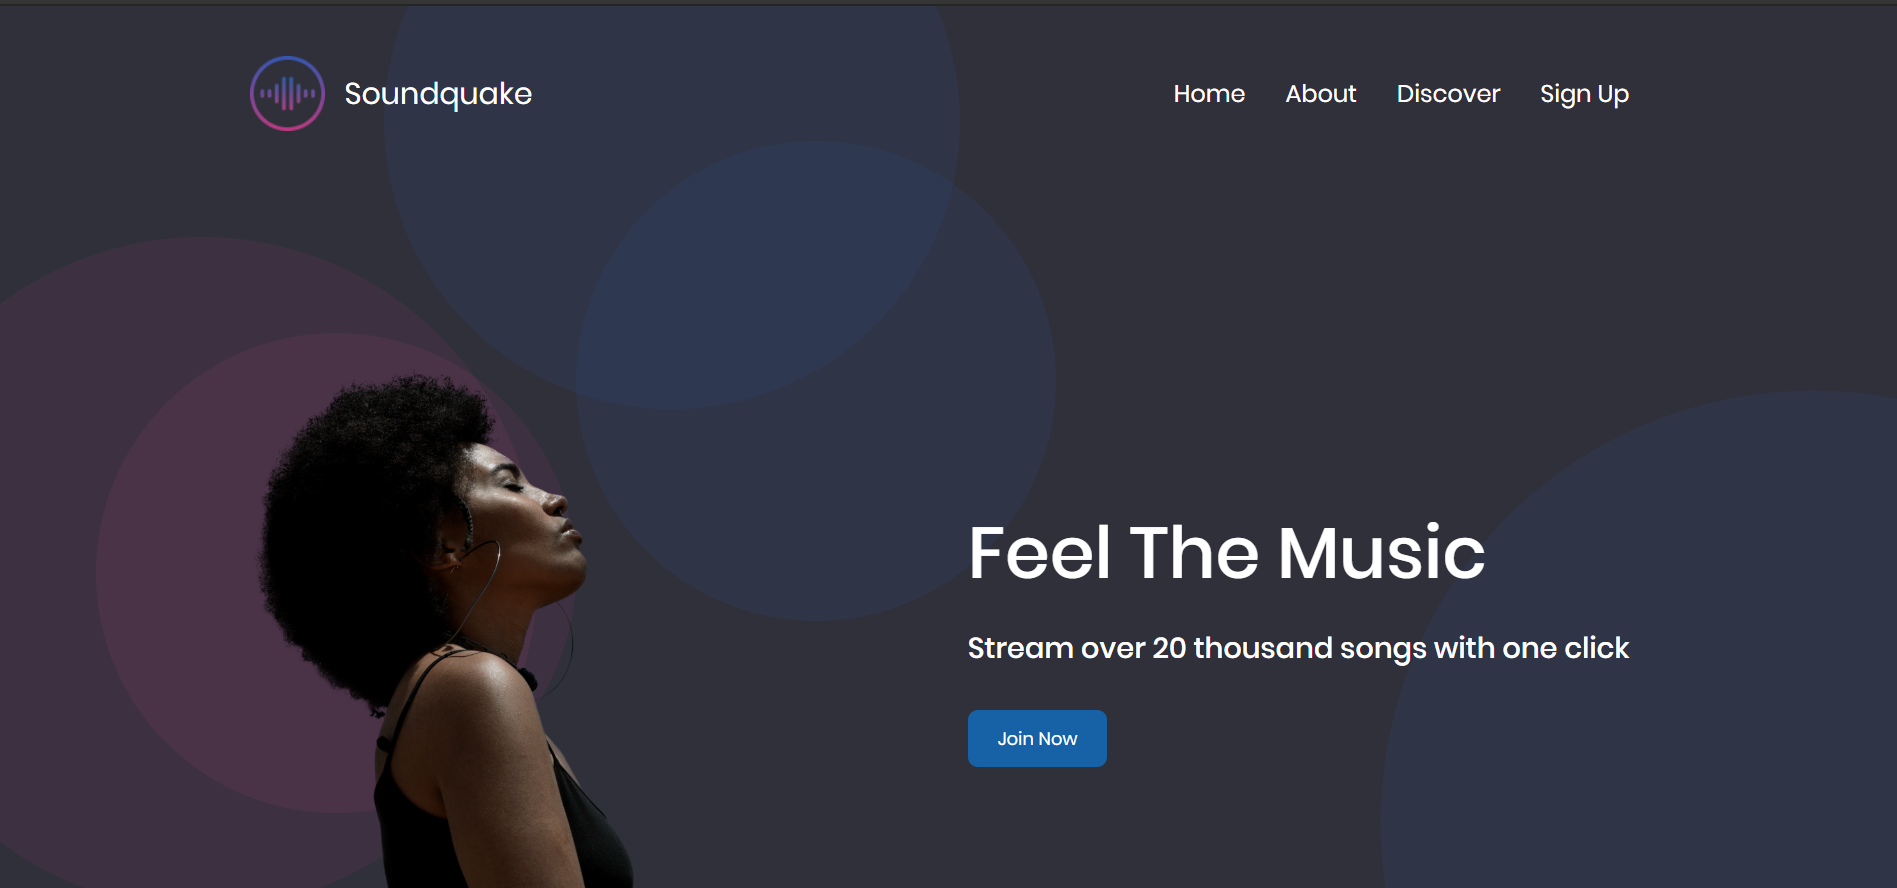 Soundquake
Home About Discover Sign Up
Feel The Music
Stream over 20 thousand songs with one click
Join Now